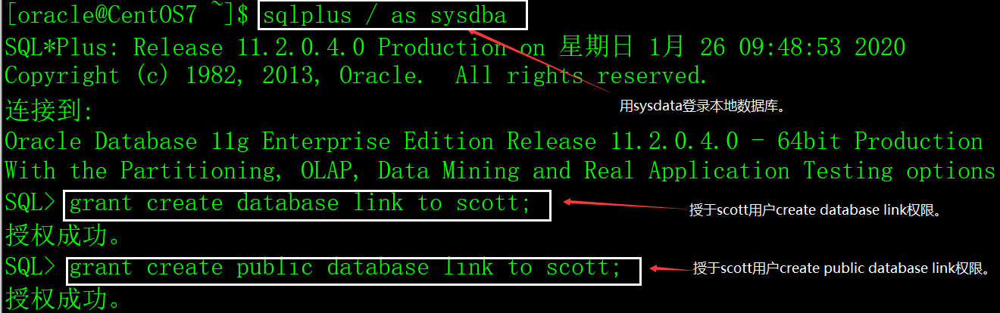 [oracle@CentOS7 ~]$ sqlplus / as sysdba
SQL*Plus: Release 11.2.0.4.0 Production on 星期日 1月 26 09:48:53 2020
Copyright (c) 1982, 2013, Oracle.  All rights reserved.
用sysdata登录本地数据库。
连接到:
Oracle Database 11g Enterprise Edition Release 11.2.0.4.0 - 64bit Production
With the Partitioning, OLAP, Data Mining and Real Application Testing options
SQL> grant create database link to scott;
授于scott用户create database link权限。
授权成功。
SQL> grant create public database link to scott;
授于scott用户create public database link权限。
授权成功。